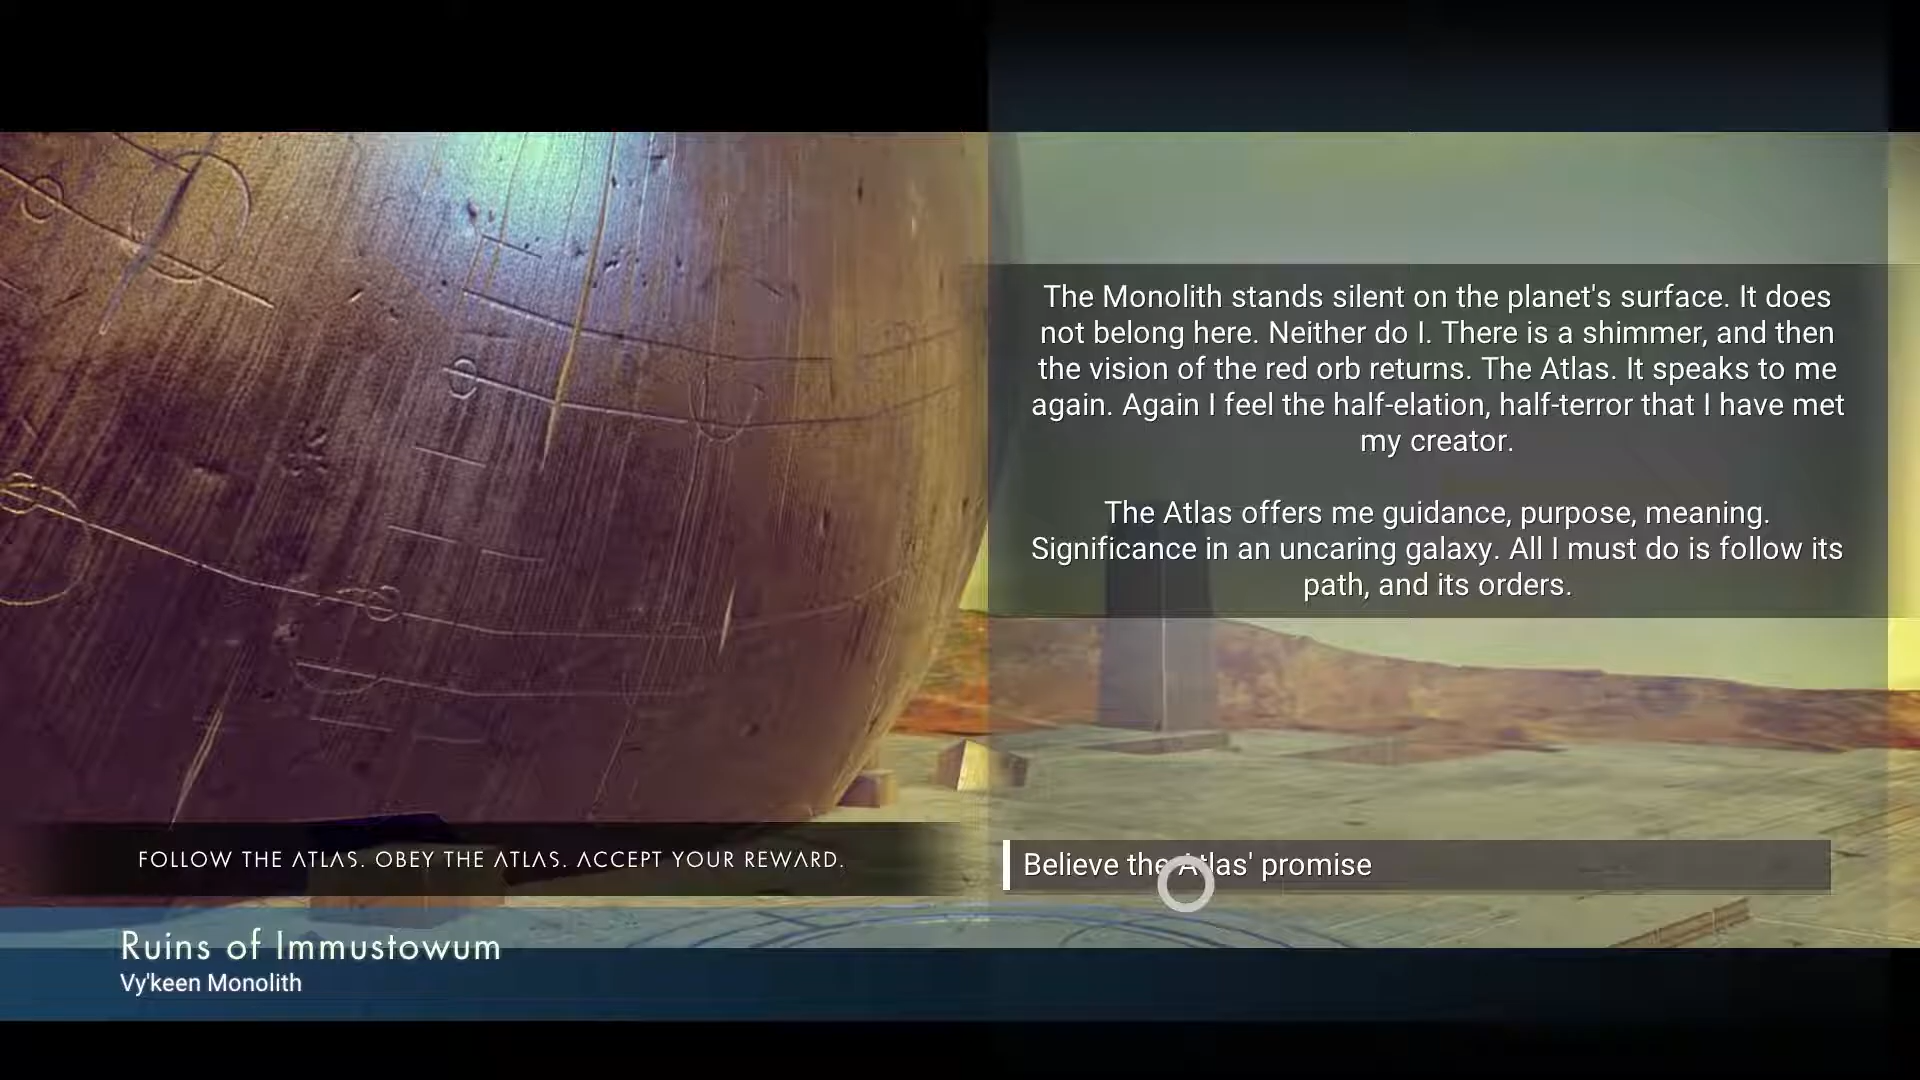 The Monolith stands silent on the planet's surface. It does
not belong here. Neither do I. There is a shimmer, and then
the vision of the red orb returns. The Atlas. It speaks to me
again. Again I feel the half-elation, half-terror that I have met
my creator.
The Atlas offers me guidance, purpose, meaning.
Significance in an uncaring galaxy. All I must do is follow its
path, and its orders.
FOLLOW THE ATLAS. OBEY THE ATLAS. ACCEPT YOUR REWARD.
Believe the Atlas' promise
Ruins of Immustowum
Vy'keen Monolith